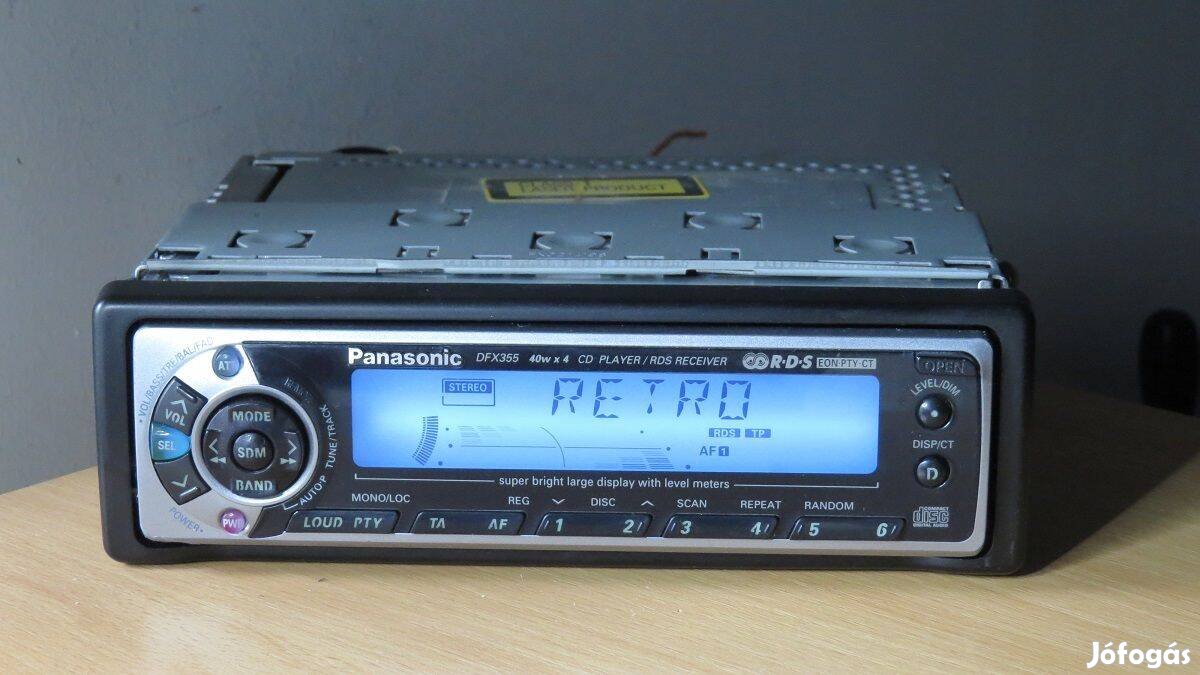 LASER PRODUCT
Panasonic DFX355 40w x 4 CD PLAYER / RDS RECEIVER R·D·S EON·PTY·CT
OPEN
VOL/BASS/TRE/BAL/FAD
AT
STEREO
RETRO
LEVEL/DIM
VOL
MODE
TUNE/TRACK
RDS TP
AF 1
DISP/CT
SEL
SDM
D
BAND
AUTO·P
super bright large display with level meters
MONO/LOC REG DISC SCAN REPEAT RANDOM
POWER
PWR
LOUD PTY TA AF 1 2 3 4 5 6
COMPACT
disc
DIGITAL AUDIO
Jófogás